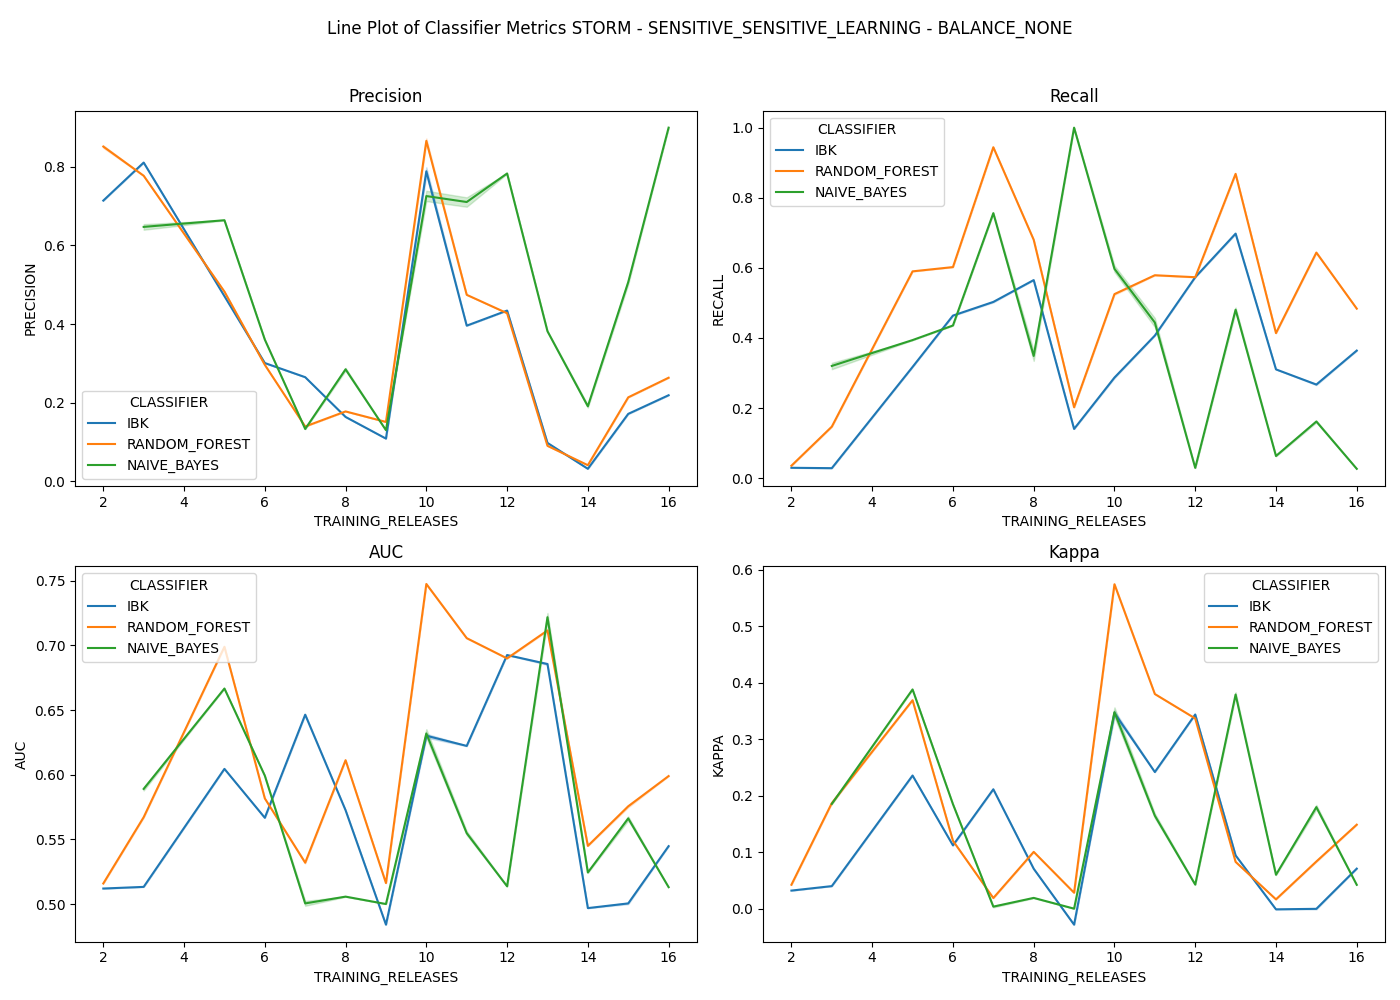 Line Plot of Classifier Metrics STORM - SENSITIVE_SENSITIVE_LEARNING - BALANCE_NONE
Precision
PRECISION
0.8
0.6
0.4
0.2
0.0
CLASSIFIER
IBK
RANDOM_FOREST
NAIVE_BAYES
2 4 6 8 10 12 14 16
TRAINING_RELEASES
Recall
RECALL
1.0
0.8
0.6
0.4
0.2
0.0
CLASSIFIER
IBK
RANDOM_FOREST
NAIVE_BAYES
2 4 6 8 10 12 14 16
TRAINING_RELEASES
AUC
AUC
0.75
0.70
0.65
0.60
0.55
0.50
CLASSIFIER
IBK
RANDOM_FOREST
NAIVE_BAYES
2 4 6 8 10 12 14 16
TRAINING_RELEASES
Kappa
KAPPA
0.6
0.5
0.4
0.3
0.2
0.1
0.0
CLASSIFIER
IBK
RANDOM_FOREST
NAIVE_BAYES
2 4 6 8 10 12 14 16
TRAINING_RELEASES